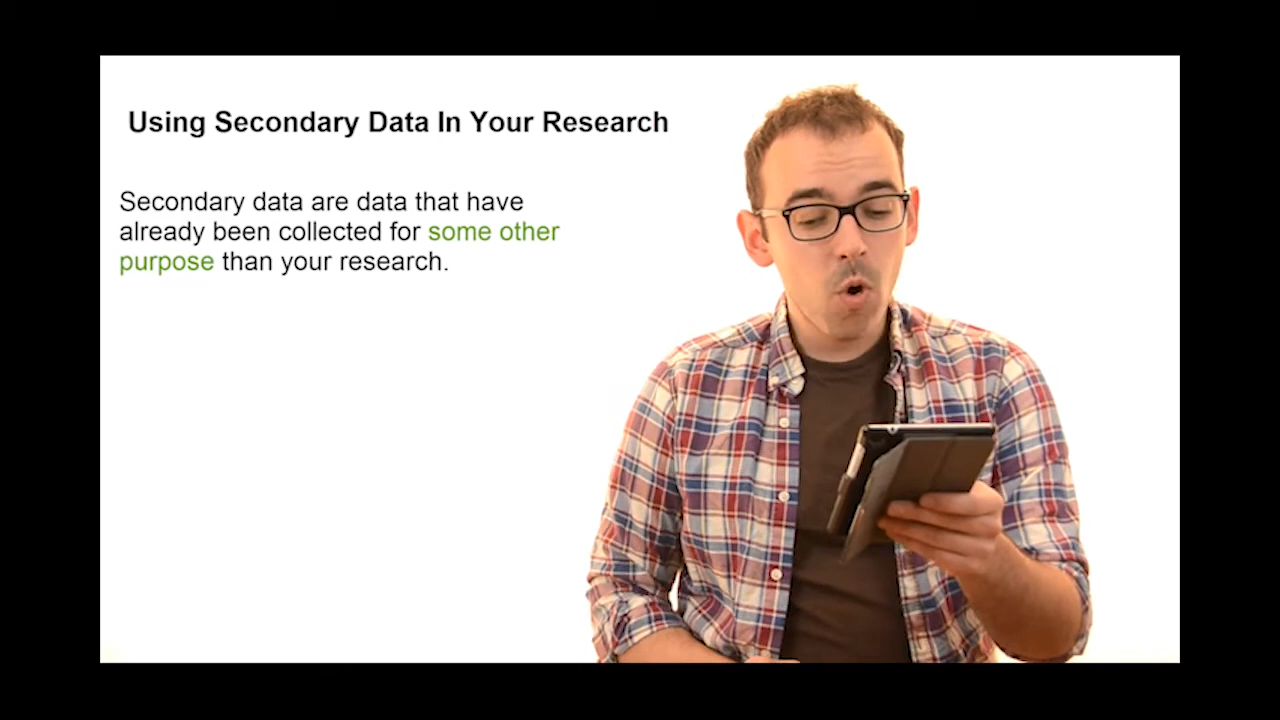 Using Secondary Data In Your Research
Secondary data are data that have
already been collected for some other
purpose than your research.